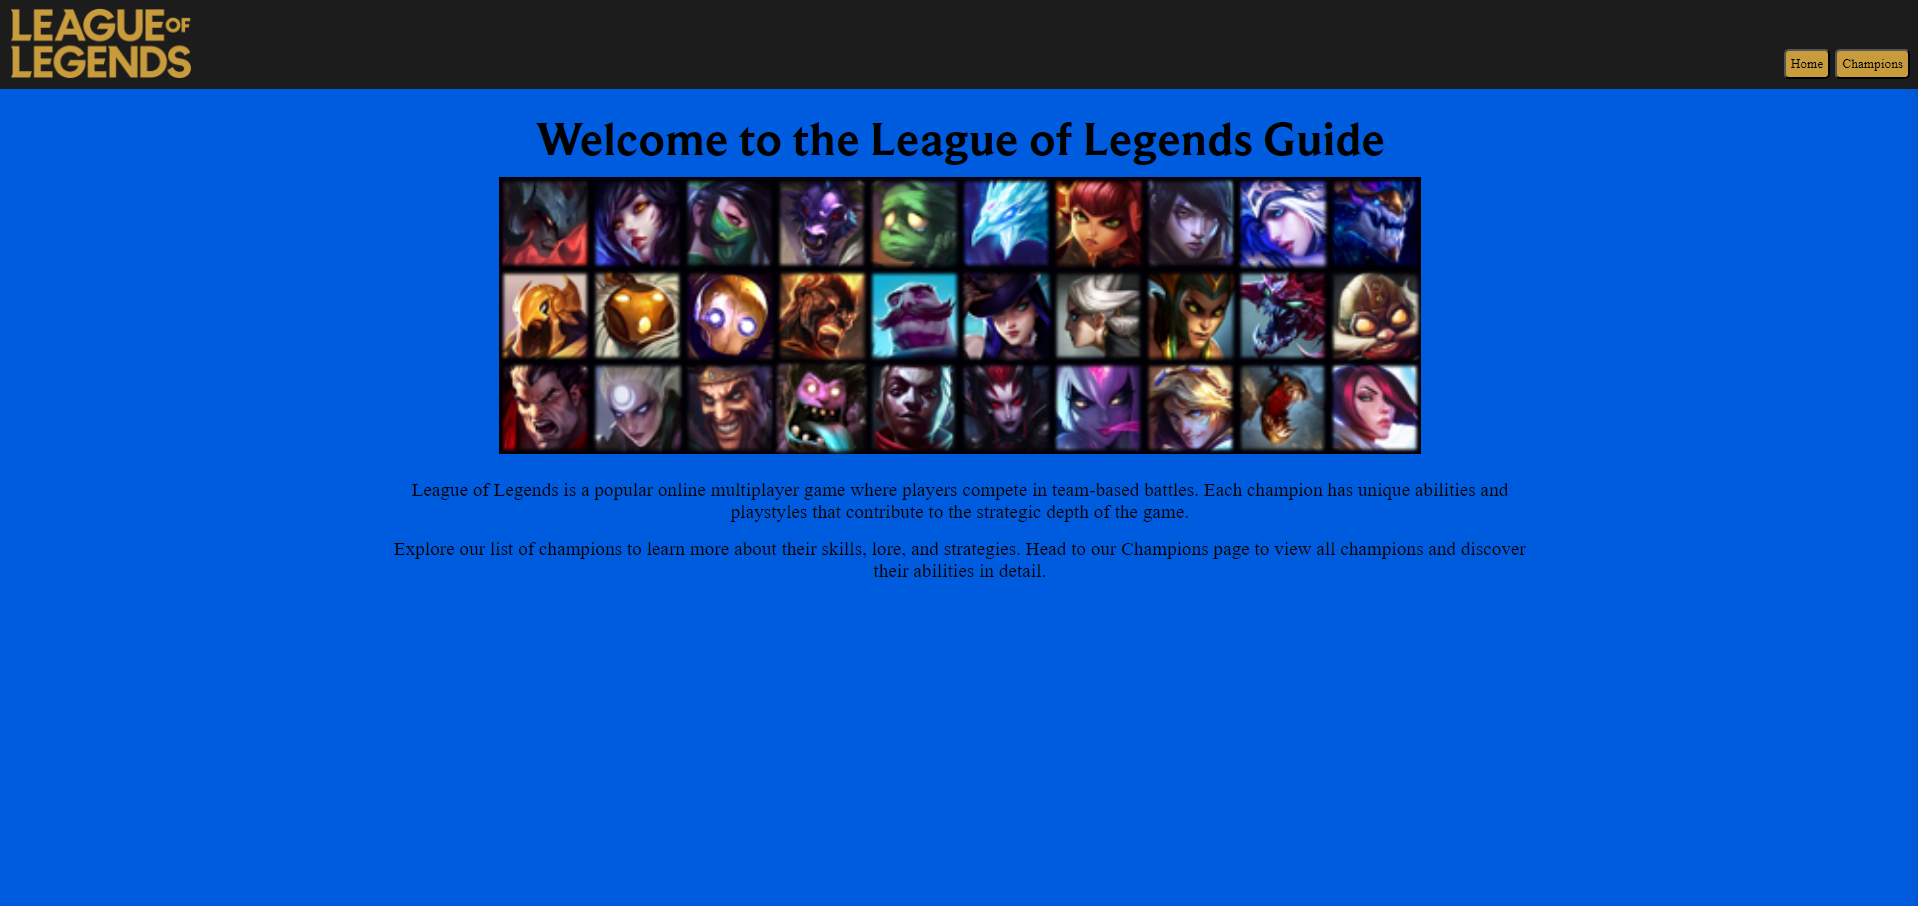 LEAGUE OF
LEGENDS
Home Champions
Welcome to the League of Legends Guide
League of Legends is a popular online multiplayer game where players compete in team-based battles. Each champion has unique abilities and
playstyles that contribute to the strategic depth of the game.
Explore our list of champions to learn more about their skills, lore, and strategies. Head to our Champions page to view all champions and discover
their abilities in detail.